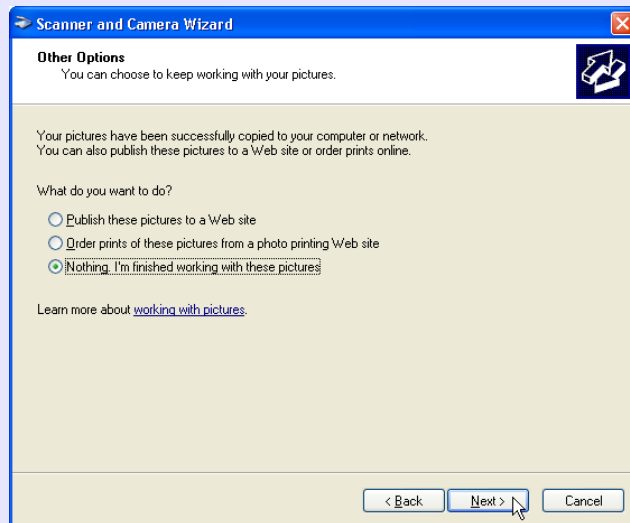 Scanner and Camera Wizard
Other Options
You can choose to keep working with your pictures.
Your pictures have been successfully copied to your computer or network.
You can also publish these pictures to a Web site or order prints online.
What do you want to do?
Publish these pictures to a Web site
Order prints of these pictures from a photo printing Web site
Nothing. I'm finished working with these pictures
Learn more about working with pictures.
< Back Next > Cancel